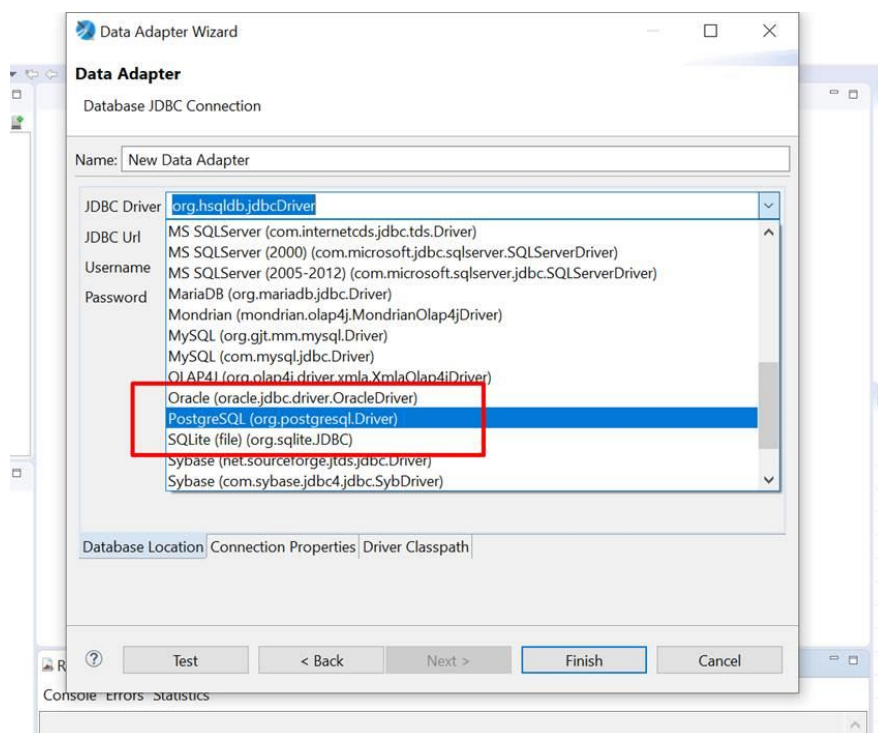 Data Adapter Wizard
Data Adapter
Database JDBC Connection
Name: New Data Adapter
JDBC Driver org.hsqldb.jdbcDriver
JDBC Url
Username
Password
MS SQLServer (com.internetcds.jdbc.tds.Driver)
MS SQLServer (2000) (com.microsoft.jdbc.sqlserver.SQLServerDriver)
MS SQLServer (2005-2012) (com.microsoft.sqlserver.jdbc.SQLServerDriver)
MariaDB (org.mariadb.jdbc.Driver)
Mondrian (mondrian.olap4j.MondrianOlap4jDriver)
MySQL (org.gjt.mm.mysql.Driver)
MySQL (com.mysql.jdbc.Driver)
OLAP4J (org.olap4j.driver.xmla.XmlaOlap4jDriver)
Oracle (oracle.jdbc.driver.OracleDriver)
PostgreSQL (org.postgresql.Driver)
SQLite (file) (org.sqlite.JDBC)
Sybase (net.sourceforge.jtds.jdbc.Driver)
Sybase (com.sybase.jdbc4.jdbc.SybDriver)
Database Location Connection Properties Driver Classpath
? Test < Back Next > Finish Cancel
R
Console Errors Statistics